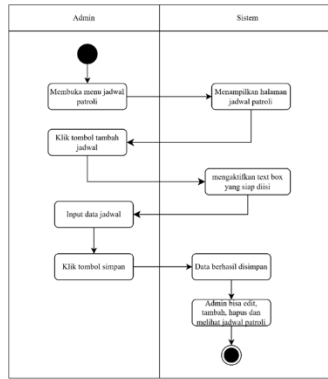 Admin
Sistem
Membuka menu jadwal
patroli
Menampilkan halaman
jadwal patroli
Klik tombol tambah
jadwal
mengaktifkan text box
yang siap diisi
Input data jadwal
Klik tombol simpan
Data berhasil disimpan
Admin bisa edit,
tambah, hapus dan
melihat jadwal patroli